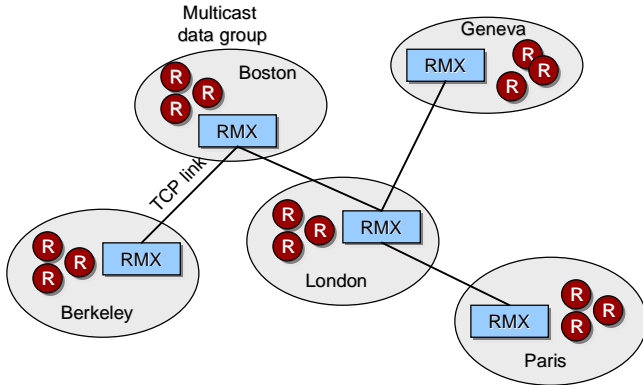 Multicast
data group
Geneva
Boston
R
R
R
RMX
RMX
R
R
R
TCP link
R
R
R
RMX
London
R
R
R
RMX
Berkeley
R
R
R
RMX
Paris